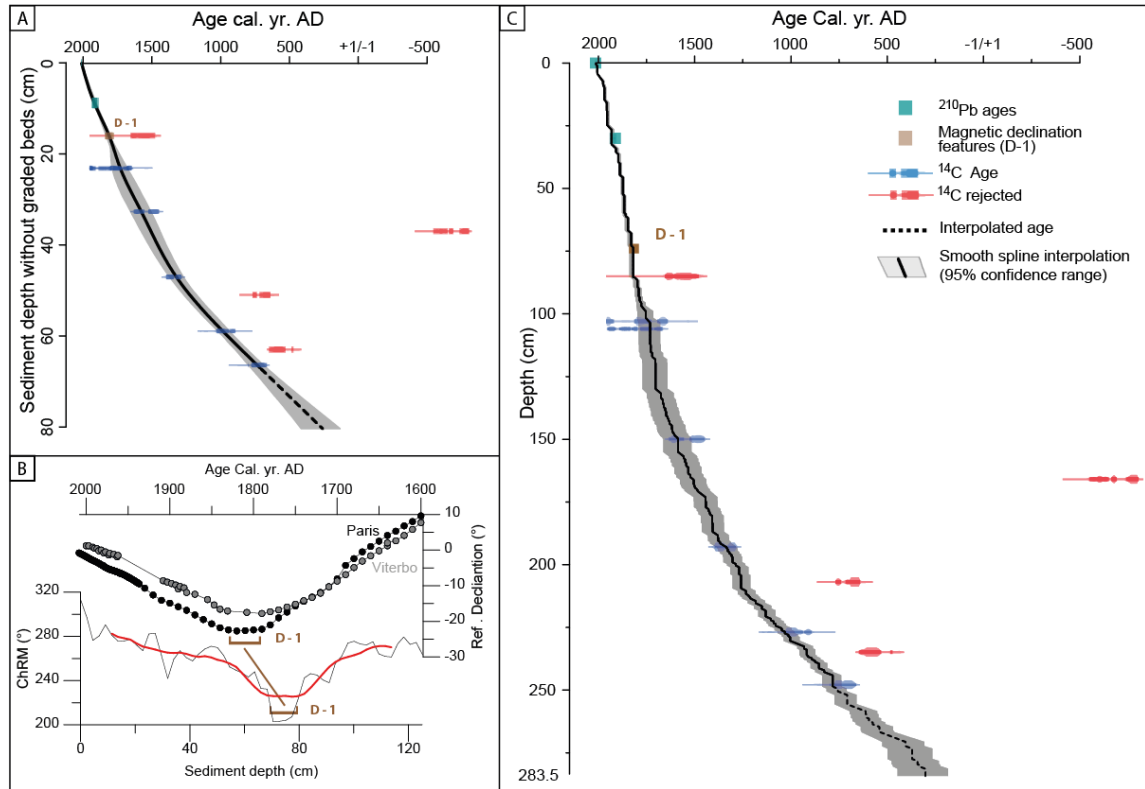 A
Age cal. yr. AD
2000 1500 1000 500 +1/-1 -500
Sediment depth without graded beds (cm)
0
20
40
60
80
D - 1
B
Age Cal. yr. AD
2000 1900 1800 1700 1600
10
0
-10
-20
-30
Ref . Decliantion (°)
Paris
Viterbo
320
280
240
200
ChRM (°)
D - 1
D - 1
0 40 80 120
Sediment depth (cm)
C
Age Cal. yr. AD
2000 1500 1000 500 -1/+1 -500
Depth (cm)
0
50
100
150
200
250
283.5
D - 1
210Pb ages
Magnetic declination
features (D-1)
14C Age
14C rejected
Interpolated age
Smooth spline interpolation
(95% confidence range)